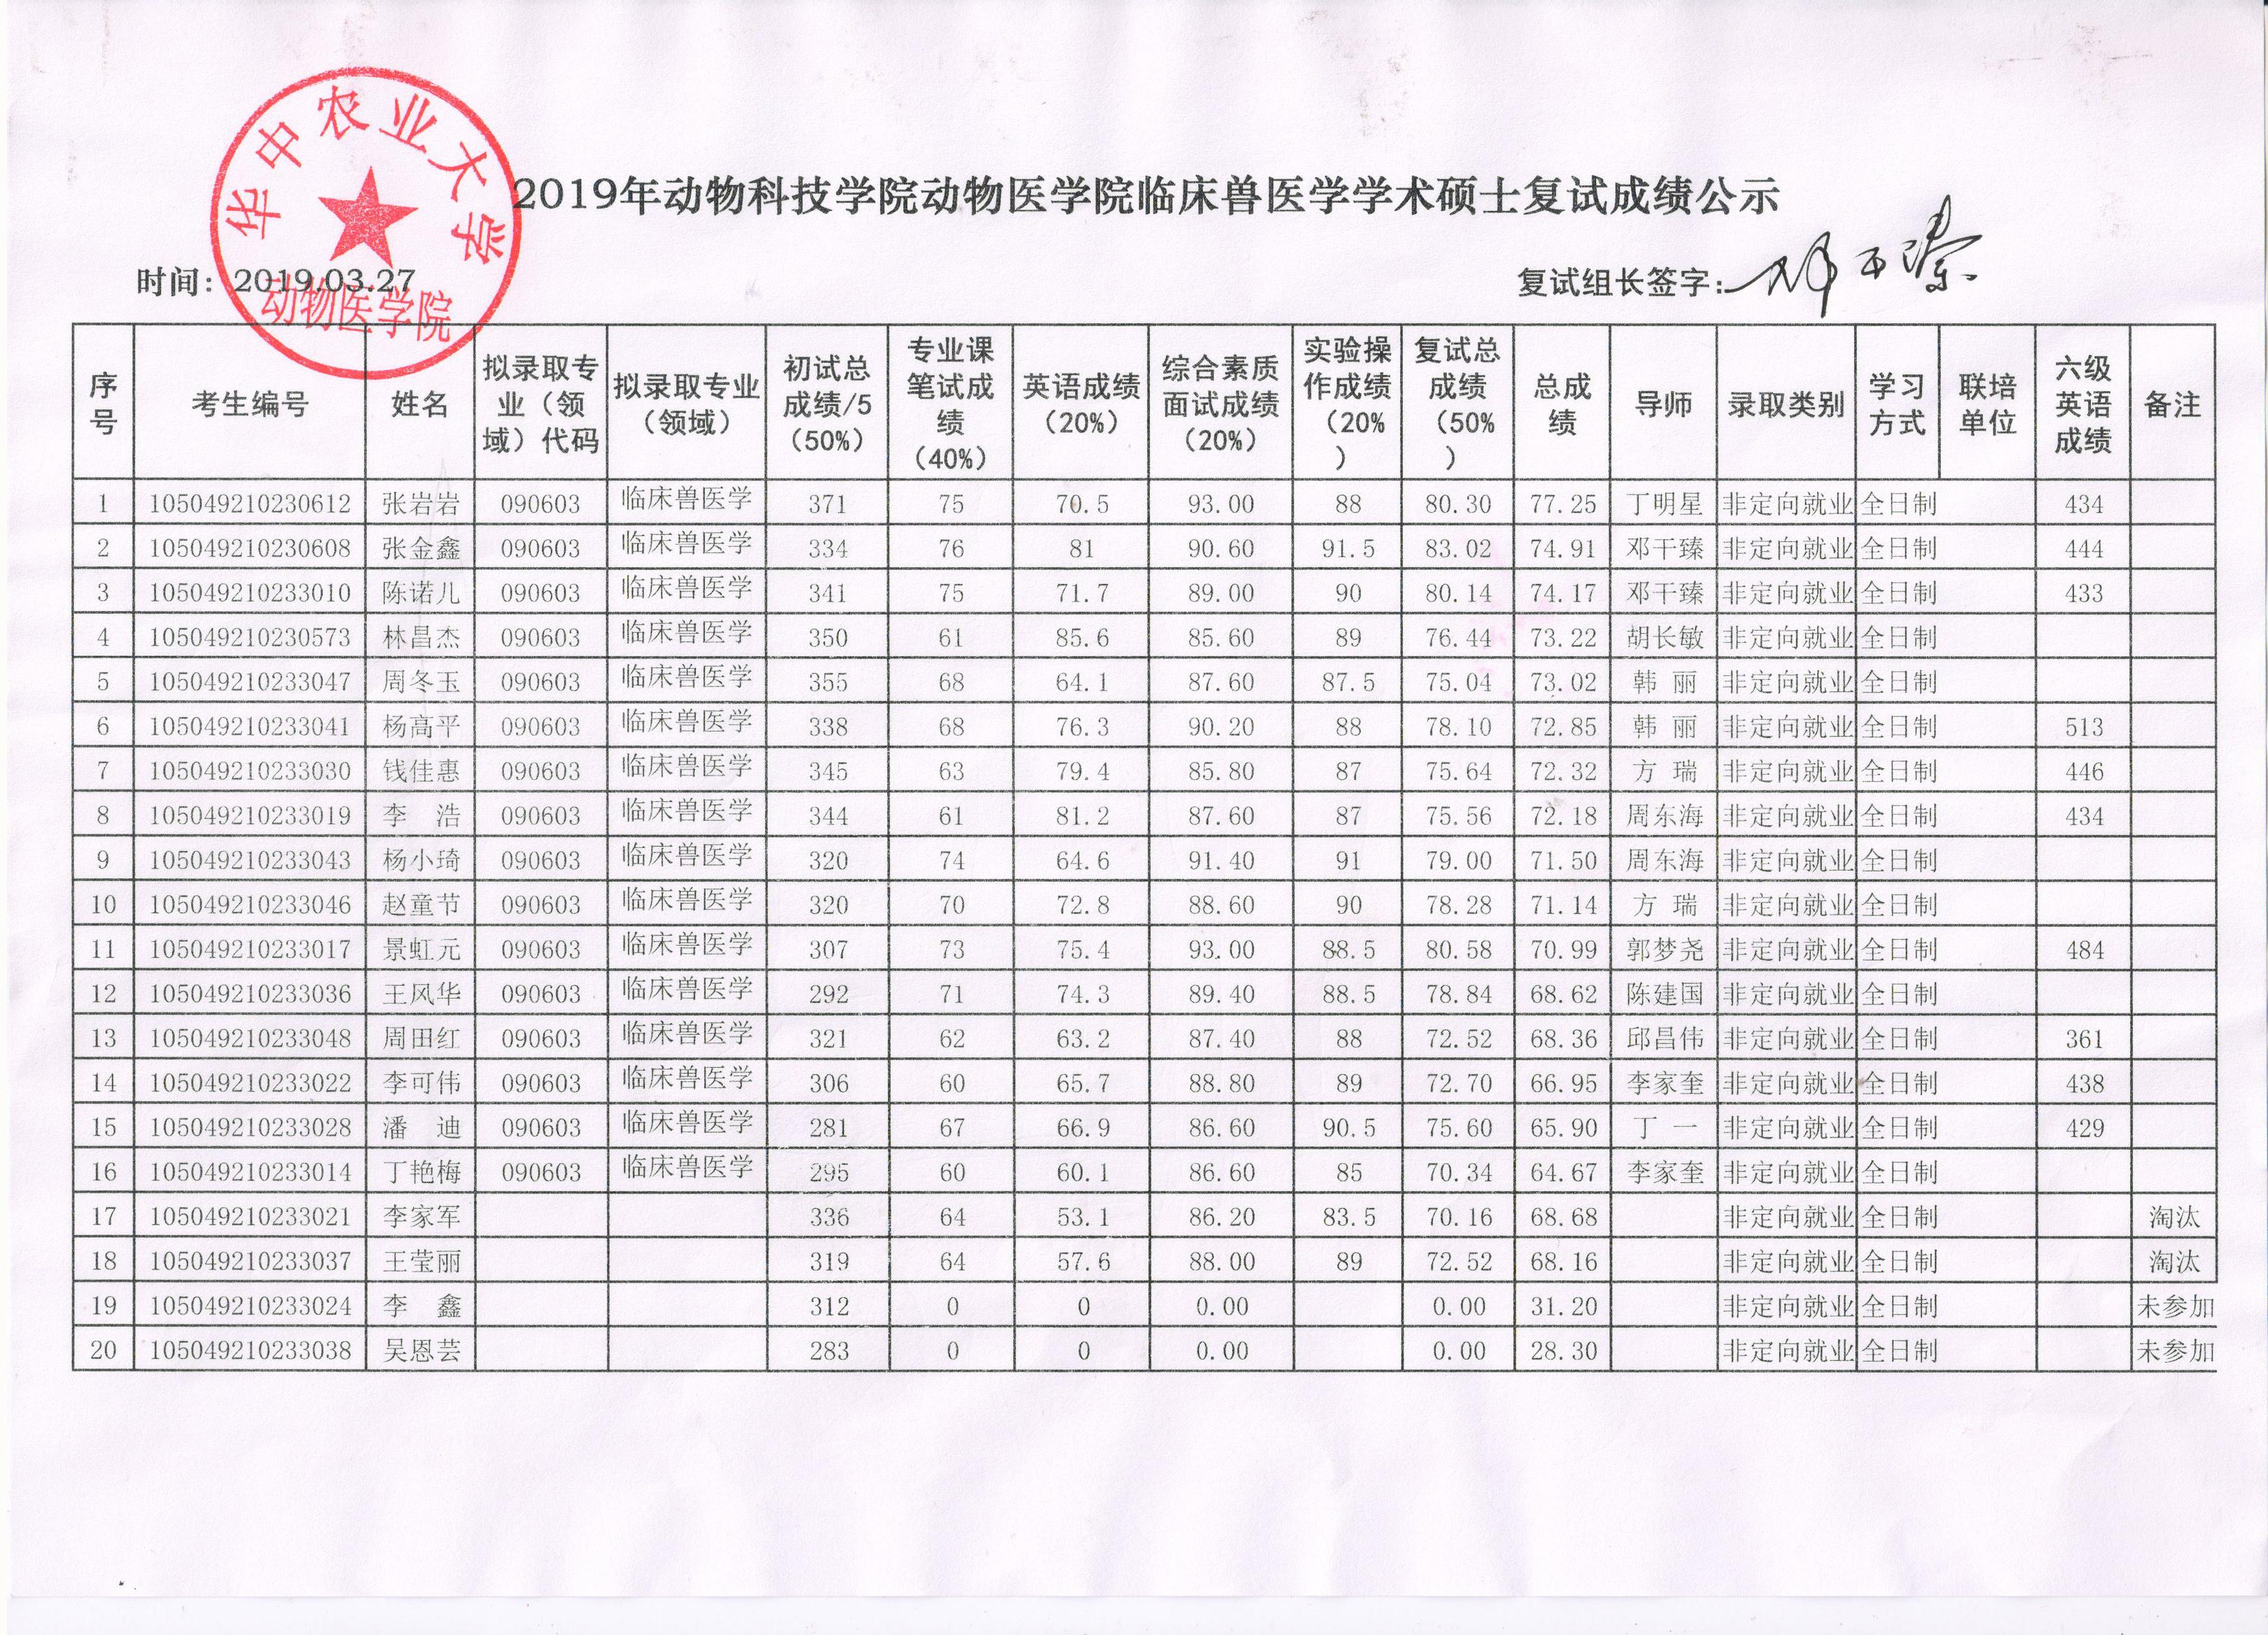 华中农业大学
动物医学院
2019年动物科技学院动物医学院临床兽医学学术硕士复试成绩公示
时间：2019.03.27 复试组长签字：
序号 考生编号 姓名 拟录取专业（领域）代码 拟录取专业（领域） 初试总成绩/5（50%） 专业课笔试成绩（40%） 英语成绩（20%） 综合素质面试成绩（20%） 实验操作成绩（20%） 复试总成绩（50%） 总成绩 导师 录取类别 学习方式 联培单位 六级英语成绩 备注
1 105049210230612 张岩岩 090603 临床兽医学 371 75 70.5 93.00 88 80.30 77.25 丁明星 非定向就业 全日制 434
2 105049210230608 张金鑫 090603 临床兽医学 334 76 81 90.60 91.5 83.02 74.91 邓干臻 非定向就业 全日制 444
3 105049210233010 陈诺儿 090603 临床兽医学 341 75 71.7 89.00 90 80.14 74.17 邓干臻 非定向就业 全日制 433
4 105049210230573 林昌杰 090603 临床兽医学 350 61 85.6 85.60 89 76.44 73.22 胡长敏 非定向就业 全日制
5 105049210233047 周冬玉 090603 临床兽医学 355 68 64.1 87.60 87.5 75.04 73.02 韩 丽 非定向就业 全日制
6 105049210233041 杨高平 090603 临床兽医学 338 68 76.3 90.20 88 78.10 72.85 韩 丽 非定向就业 全日制 513
7 105049210233030 钱佳惠 090603 临床兽医学 345 63 79.4 85.80 87 75.64 72.32 方 瑞 非定向就业 全日制 446
8 105049210233019 李 浩 090603 临床兽医学 344 61 81.2 87.60 87 75.56 72.18 周东海 非定向就业 全日制 434
9 105049210233043 杨小琦 090603 临床兽医学 320 74 64.6 91.40 91 79.00 71.50 周东海 非定向就业 全日制
10 105049210233046 赵童节 090603 临床兽医学 320 70 72.8 88.60 90 78.28 71.14 方 瑞 非定向就业 全日制
11 105049210233017 景虹元 090603 临床兽医学 307 73 75.4 93.00 88.5 80.58 70.99 郭梦尧 非定向就业 全日制 484
12 105049210233036 王风华 090603 临床兽医学 292 71 74.3 89.40 88.5 78.84 68.62 陈建国 非定向就业 全日制
13 105049210233048 周田红 090603 临床兽医学 321 62 63.2 87.40 88 72.52 68.36 邱昌伟 非定向就业 全日制 361
14 105049210233022 李可伟 090603 临床兽医学 306 60 65.7 88.80 89 72.70 66.95 李家奎 非定向就业 全日制 438
15 105049210233028 潘 迪 090603 临床兽医学 281 67 66.9 86.60 90.5 75.60 65.90 丁 一 非定向就业 全日制 429
16 105049210233014 丁艳梅 090603 临床兽医学 295 60 60.1 86.60 85 70.34 64.67 李家奎 非定向就业 全日制
17 105049210233021 李家军 336 64 53.1 86.20 83.5 70.16 68.68 非定向就业 全日制 淘汰
18 105049210233037 王莹丽 319 64 57.6 88.00 89 72.52 68.16 非定向就业 全日制 淘汰
19 105049210233024 李 鑫 312 0 0 0.00 0.00 31.20 非定向就业 全日制 未参加
20 105049210233038 吴恩芸 283 0 0 0.00 0.00 28.30 非定向就业 全日制 未参加